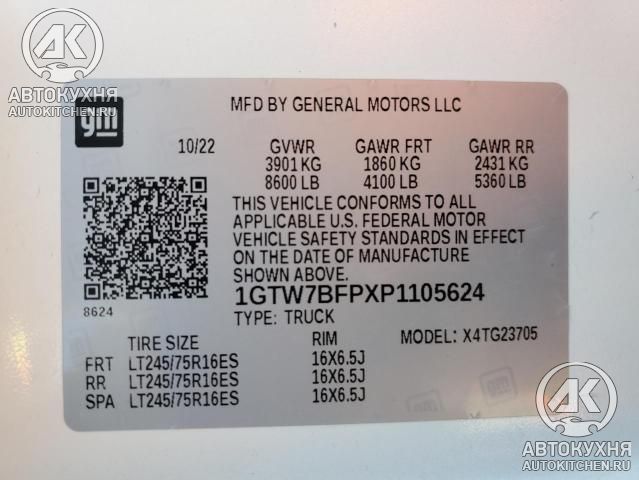 АК
АВТОКУХНЯ
AUTOKITCHEN.RU
gm
MFD BY GENERAL MOTORS LLC
10/22 GVWR GAWR FRT GAWR RR
3901 KG 1860 KG 2431 KG
8600 LB 4100 LB 5360 LB
THIS VEHICLE CONFORMS TO ALL
APPLICABLE U.S. FEDERAL MOTOR
VEHICLE SAFETY STANDARDS IN EFFECT
ON THE DATE OF MANUFACTURE
SHOWN ABOVE.
8624
1GTW7BFPXP1105624
TYPE: TRUCK
TIRE SIZE RIM MODEL: X4TG23705
FRT LT245/75R16ES 16X6.5J
RR LT245/75R16ES 16X6.5J
SPA LT245/75R16ES 16X6.5J
АК
АВТОКУХНЯ
AUTOKITCHEN.RU